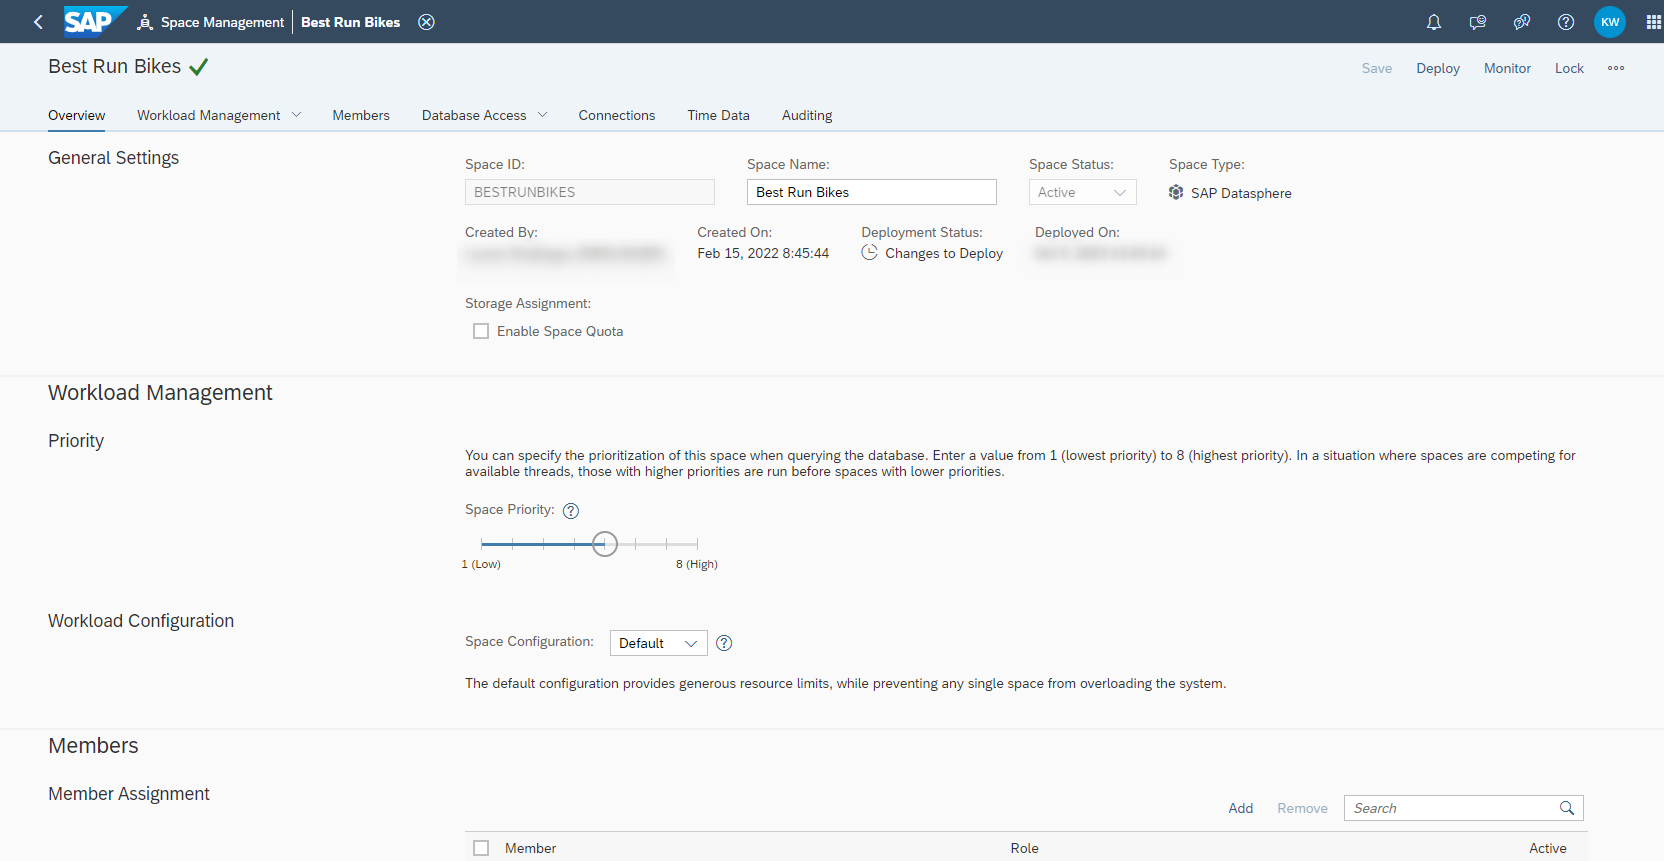 SAP Space Management Best Run Bikes KW
Best Run Bikes
Save Deploy Monitor Lock
Overview Workload Management Members Database Access Connections Time Data Auditing
General Settings
Space ID: Space Name: Space Status: Space Type:
BESTRUNBIKES Best Run Bikes Active SAP Datasphere
Created By: Created On: Deployment Status: Deployed On:
Feb 15, 2022 8:45:44 Changes to Deploy
Storage Assignment:
Enable Space Quota
Workload Management
Priority
You can specify the prioritization of this space when querying the database. Enter a value from 1 (lowest priority) to 8 (highest priority). In a situation where spaces are competing for
available threads, those with higher priorities are run before spaces with lower priorities.
Space Priority:
1 (Low) 8 (High)
Workload Configuration
Space Configuration: Default
The default configuration provides generous resource limits, while preventing any single space from overloading the system.
Members
Member Assignment
Add Remove Search
Member Role Active